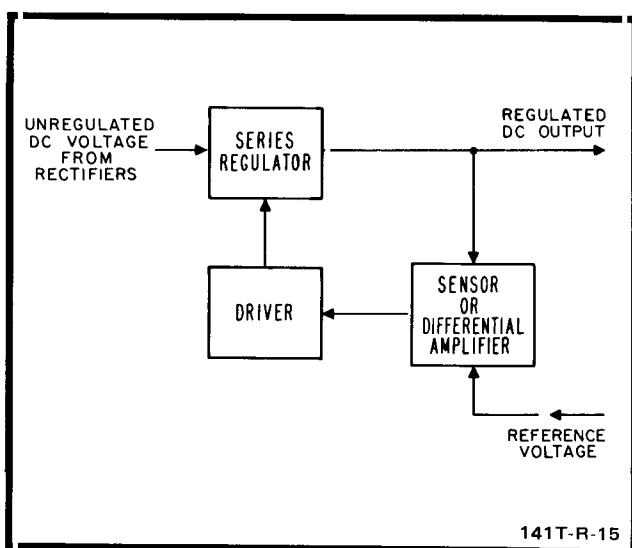 UNREGULATED
DC VOLTAGE
FROM
RECTIFIERS
SERIES
REGULATOR
REGULATED
DC OUTPUT
DRIVER
SENSOR
OR
DIFFERENTIAL
AMPLIFIER
REFERENCE
VOLTAGE
141T-R-15